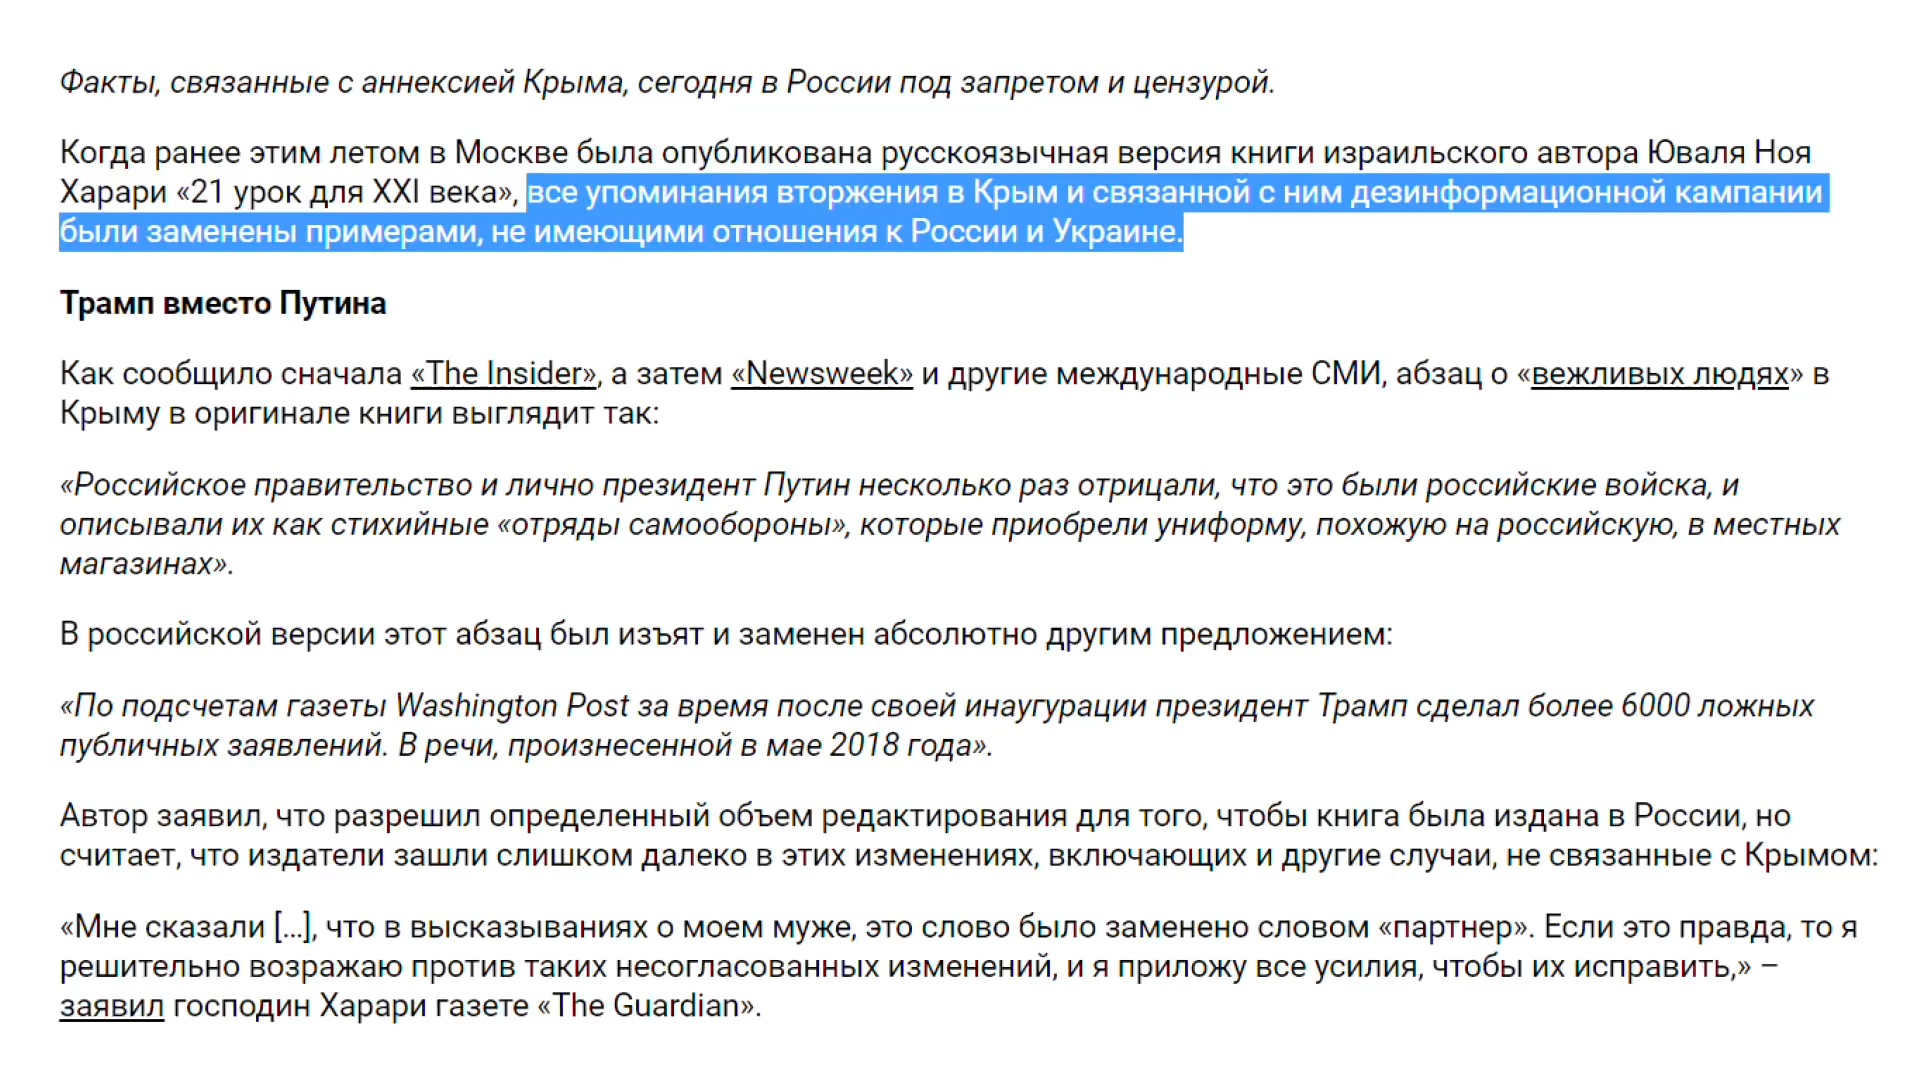 Факты, связанные с аннексией Крыма, сегодня в России под запретом и цензурой.
Когда ранее этим летом в Москве была опубликована русскоязычная версия книги израильского автора Юваля Ноя
Харари «21 урок для XXI века», все упоминания вторжения в Крым и связанной с ним дезинформационной кампании
были заменены примерами, не имеющими отношения к России и Украине.
Трамп вместо Путина
Как сообщило сначала «The Insider», а затем «Newsweek» и другие международные СМИ, абзац о «вежливых людях» в
Крыму в оригинале книги выглядит так:
«Российское правительство и лично президент Путин несколько раз отрицали, что это были российские войска, и
описывали их как стихийные «отряды самообороны», которые приобрели униформу, похожую на российскую, в местных
магазинах».
В российской версии этот абзац был изъят и заменен абсолютно другим предложением:
«По подсчетам газеты Washington Post за время после своей инаугурации президент Трамп сделал более 6000 ложных
публичных заявлений. В речи, произнесенной в мае 2018 года».
Автор заявил, что разрешил определенный объем редактирования для того, чтобы книга была издана в России, но
считает, что издатели зашли слишком далеко в этих изменениях, включающих и другие случаи, не связанные с Крымом:
«Мне сказали […], что в высказываниях о моем муже, это слово было заменено словом «партнер». Если это правда, то я
решительно возражаю против таких несогласованных изменений, и я приложу все усилия, чтобы их исправить,» –
заявил господин Харари газете «The Guardian».